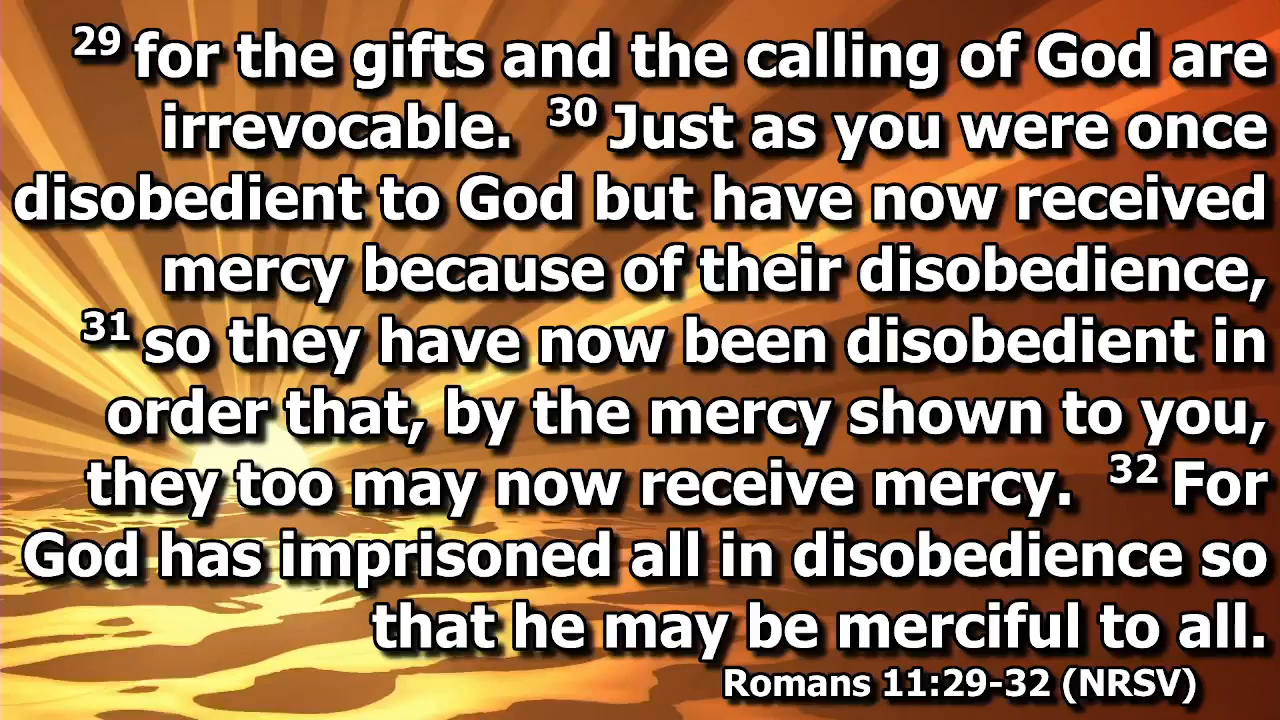 29 for the gifts and the calling of God are
irrevocable. 30 Just as you were once
disobedient to God but have now received
mercy because of their disobedience,
31 so they have now been disobedient in
order that, by the mercy shown to you,
they too may now receive mercy. 32 For
God has imprisoned all in disobedience so
that he may be merciful to all.
Romans 11:29-32 (NRSV)